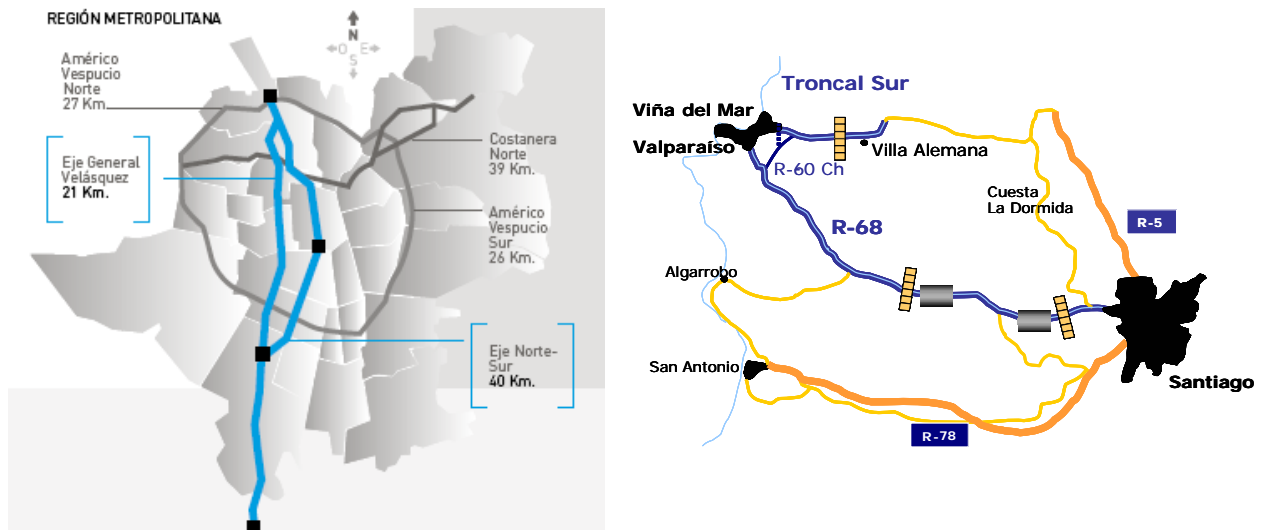 REGIÓN METROPOLITANA
N
O E
S
Américo
Vespucio
Norte
27 Km.
Eje General
Velásquez
21 Km.
Costanera
Norte
39 Km.
Américo
Vespucio
Sur
26 Km.
Eje Norte-
Sur
40 Km.
Troncal Sur
Viña del Mar
Valparaíso
Villa Alemana
R-60 Ch
Cuesta
La Dormida
R-5
R-68
Algarrobo
San Antonio
Santiago
R-78